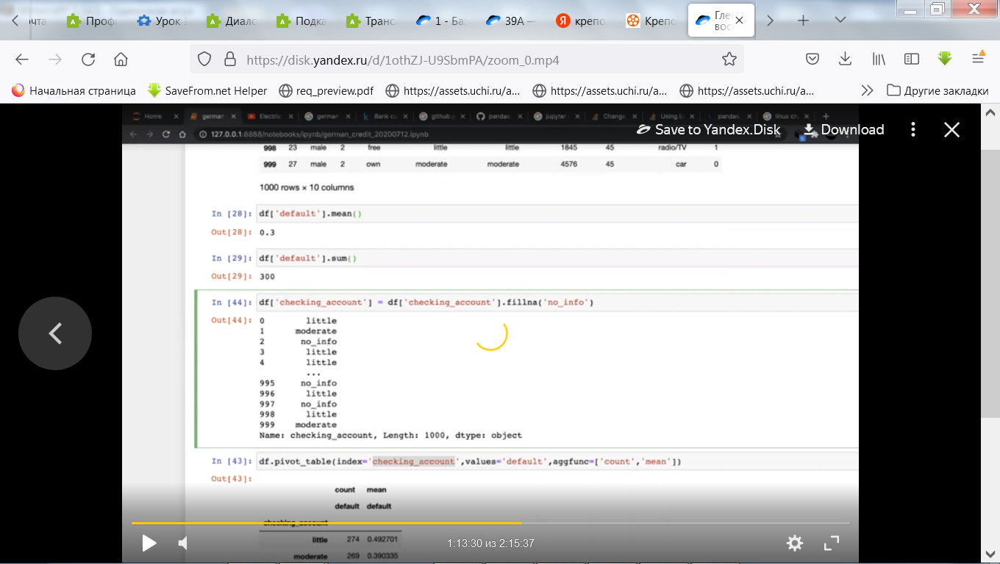 очта Проф Урок 1 Диало Подка Транс 1 - Ба 39А — крепо Крепо Гле
вос
https://disk.yandex.ru/d/1othZJ-U9SbmPA/zoom_0.mp4
Начальная страница SaveFrom.net Helper req_preview.pdf https://assets.uchi.ru/a... https://assets.uchi.ru/a... https://assets.uchi.ru/a... Другие закладки
Home german Electric german Bank cu github p pandas jupyter Change Using b pandas linux ch
127.0.0.1:8888/notebooks/ipynb/german_credit_20200712.ipynb
Save to Yandex.Disk Download
998 23 male 2 free little little 1845 45 radio/TV 1
999 27 male 2 own moderate moderate 4576 45 car 0
1000 rows × 10 columns
In [28]: df['default'].mean()
Out[28]: 0.3
In [29]: df['default'].sum()
Out[29]: 300
In [44]: df['checking_account'] = df['checking_account'].fillna('no_info')
Out[44]: 0 little
1 moderate
2 no_info
3 little
4 little
...
995 no_info
996 little
997 no_info
998 little
999 moderate
Name: checking_account, Length: 1000, dtype: object
In [43]: df.pivot_table(index='checking_account',values='default',aggfunc=['count','mean'])
Out[43]:
count mean
default default
checking_account
little 274 0.492701
moderate 269 0.390335
1:13:30 из 2:15:37